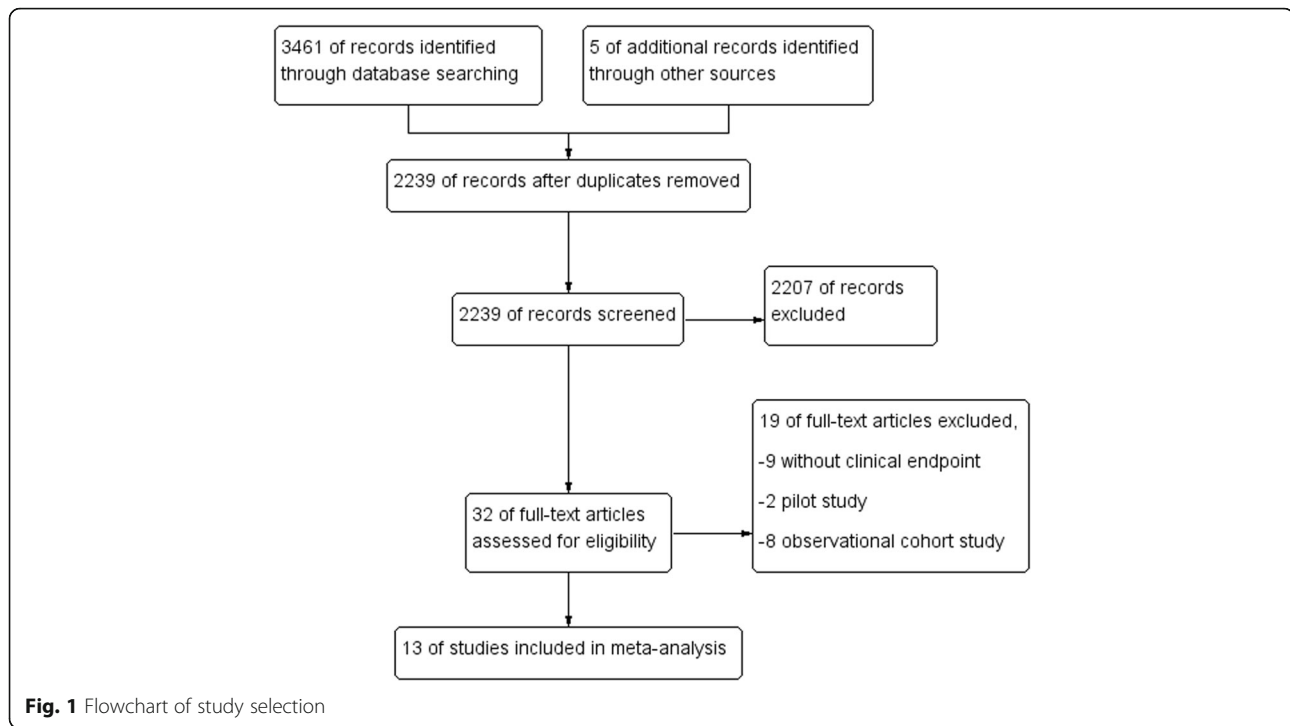 3461 of records identified
through database searching
5 of additional records identified
through other sources
2239 of records after duplicates removed
2239 of records screened
2207 of records
excluded
32 of full-text articles
assessed for eligibility
19 of full-text articles excluded,
-9 without clinical endpoint
-2 pilot study
-8 observational cohort study
13 of studies included in meta-analysis
Fig. 1 Flowchart of study selection